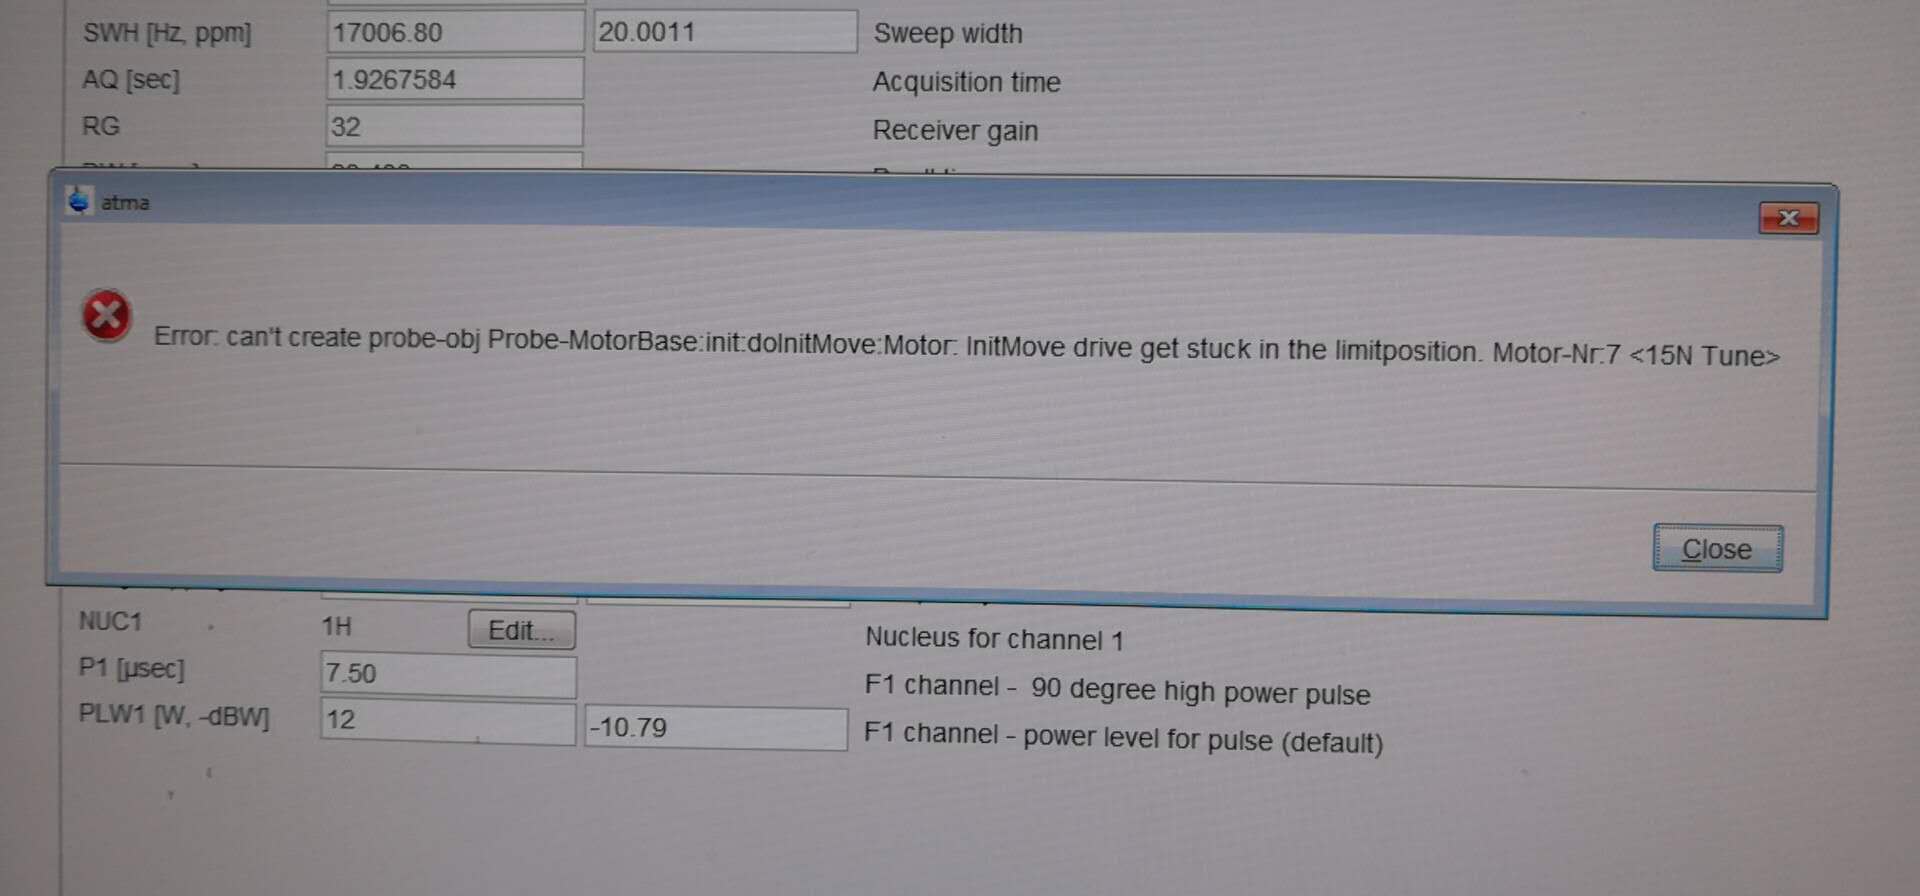 SWH [Hz, ppm] 17006.80 20.0011 Sweep width
AQ [sec] 1.9267584 Acquisition time
RG 32 Receiver gain
atma
Error: can't create probe-obj Probe-MotorBase:init:doInitMove:Motor: InitMove drive get stuck in the limitposition. Motor-Nr:7 <15N Tune>
Close
NUC1 1H Edit... Nucleus for channel 1
P1 [µsec] 7.50 F1 channel - 90 degree high power pulse
PLW1 [W, -dBW] 12 -10.79 F1 channel - power level for pulse (default)